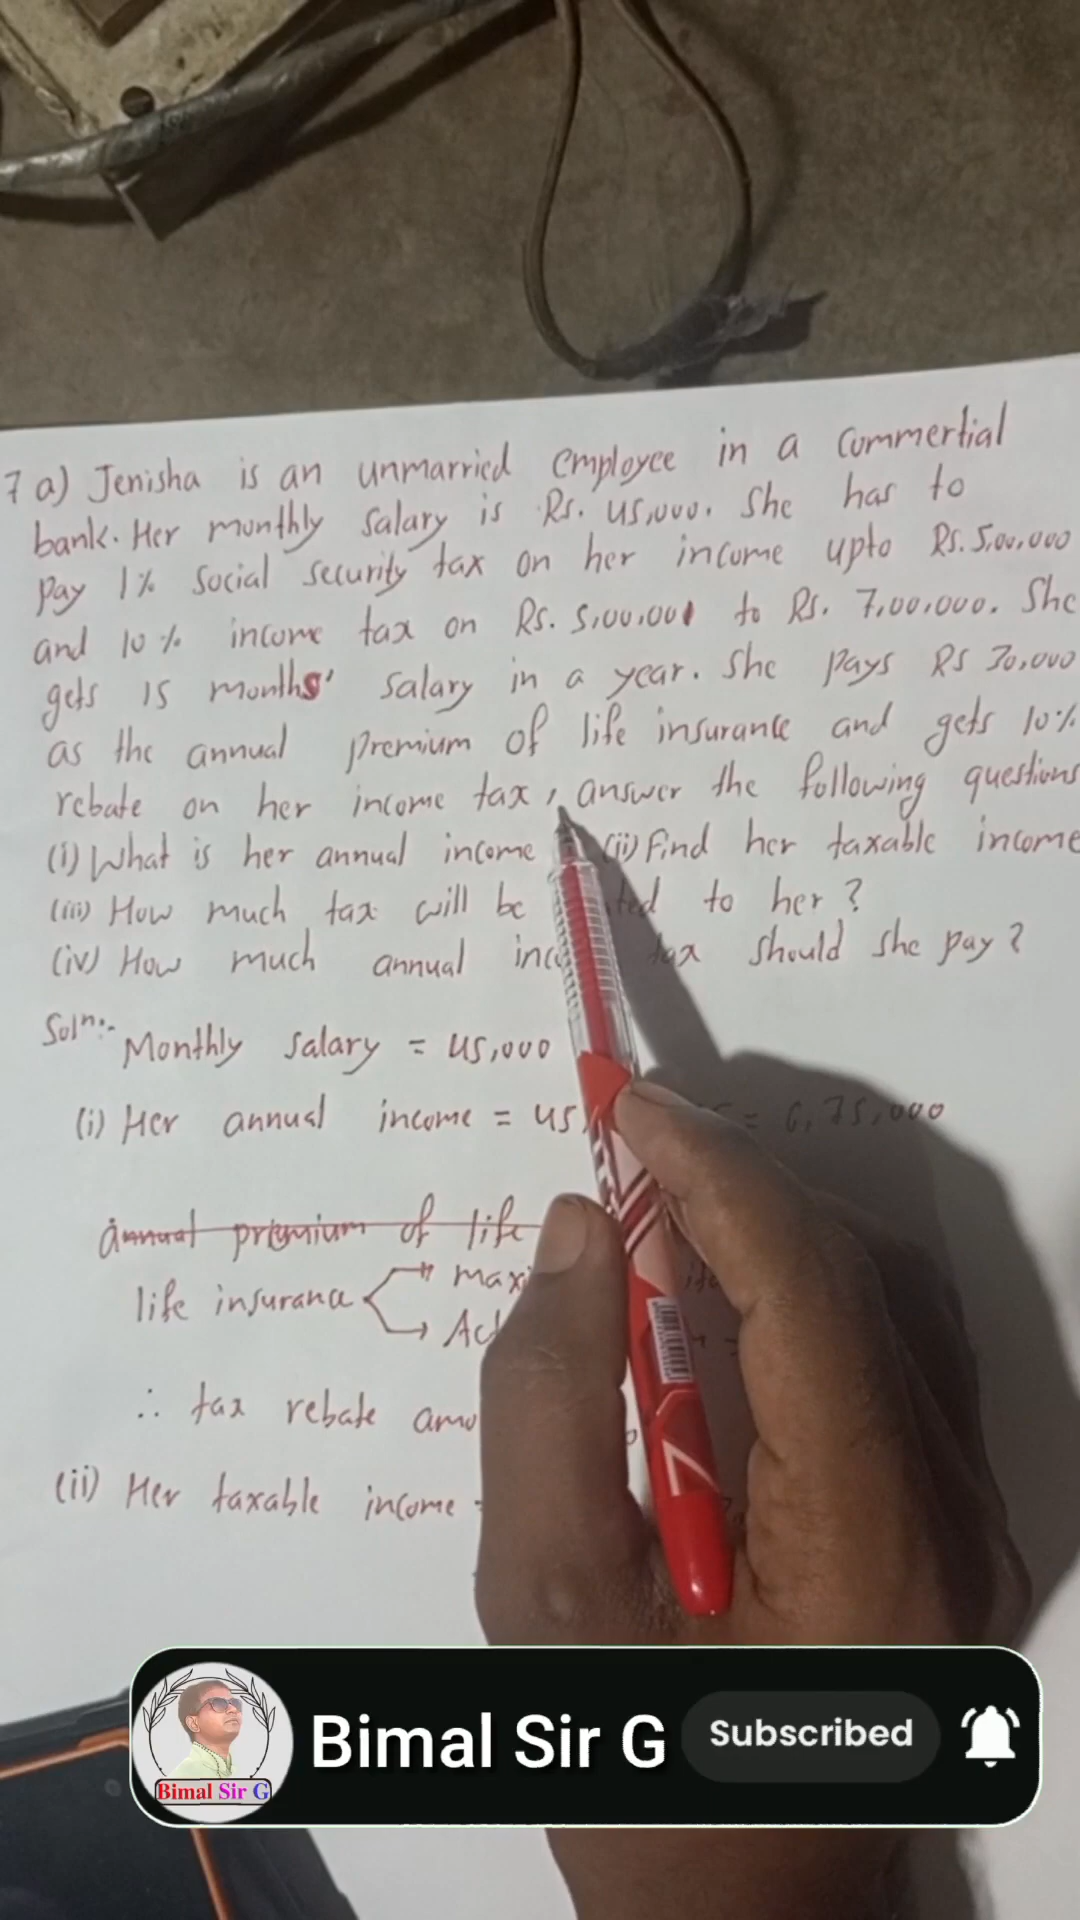 7 a) Jenisha is an unmarried employee in a commertial
bank. Her monthly salary is Rs. 45,000. She has to
pay 1% social security tax on her income upto Rs. 5,00,000
and 10% income tax on Rs. 5,00,001 to Rs. 7,00,000. She
gets 15 months' salary in a year. She pays Rs 30,000
as the annual premium of life insurance and gets 10%
rebate on her income tax, answer the following questions
(i) What is her annual income (ii) Find her taxable income
(iii) How much tax will be to her?
(iv) How much annual tax should she pay?
Soln:-
Monthly salary = 45,000
(i) Her annual income = 45 = 6,75,000
annual premium of life
life insurance
∴ tax rebate
(ii) Her taxable income =
Bimal Sir G
Bimal Sir G Subscribed